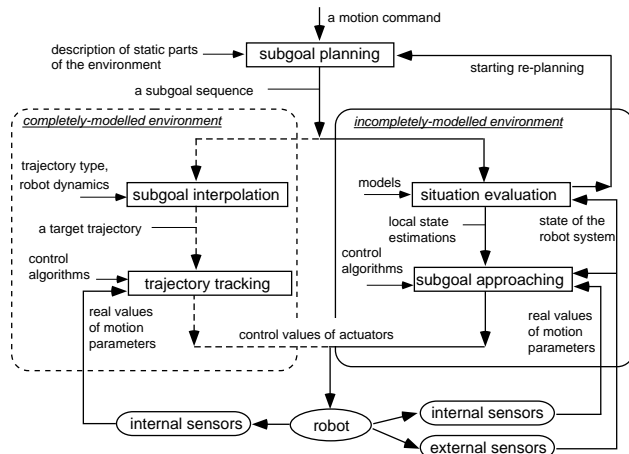 a motion command
description of static parts
of the environment
subgoal planning
starting re-planning
a subgoal sequence
completely-modelled environment
incompletely-modelled environment
trajectory type,
robot dynamics
subgoal interpolation
models
situation evaluation
a target trajectory
local state
estimations
state of the
robot system
control
algorithms
trajectory tracking
control
algorithms
subgoal approaching
real values
of motion
parameters
control values of actuators
real values
of motion
parameters
internal sensors
robot
internal sensors
external sensors